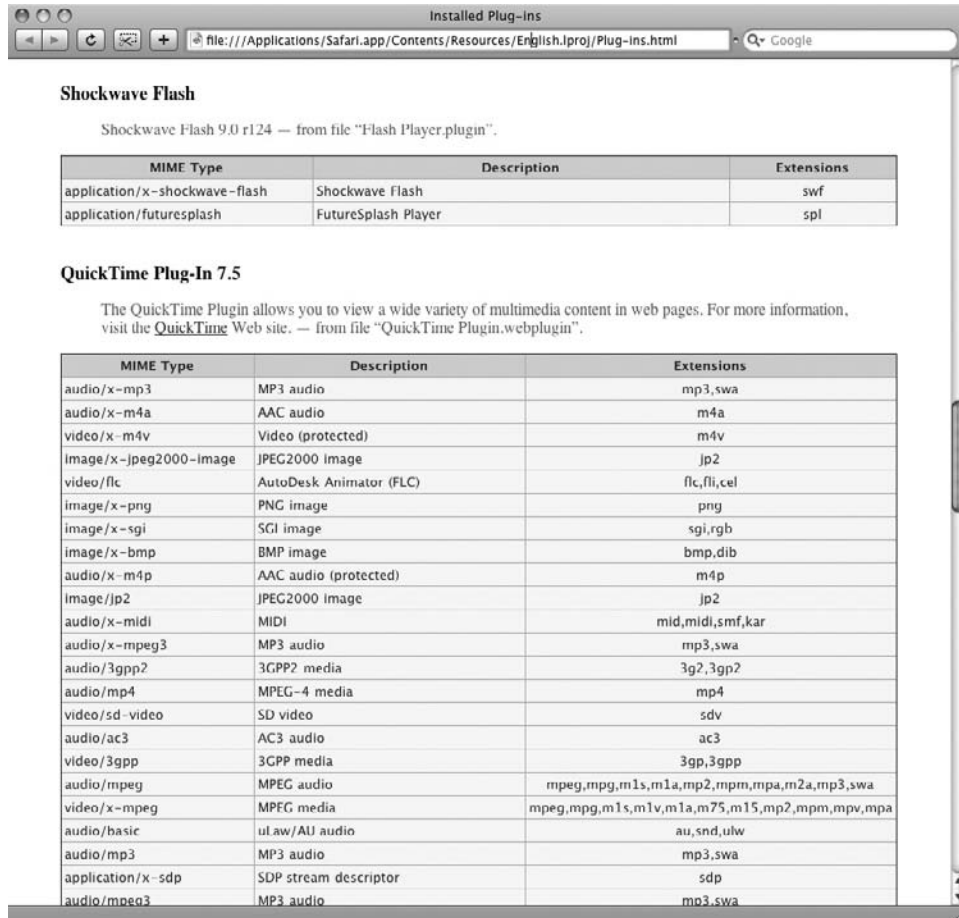 Installed Plug-ins
file:///Applications/Safari.app/Contents/Resources/English.lproj/Plug-ins.html
Google
Shockwave Flash
Shockwave Flash 9.0 r124 — from file “Flash Player.plugin”.
MIME Type Description Extensions
application/x-shockwave-flash Shockwave Flash swf
application/futuresplash FutureSplash Player spl
QuickTime Plug-In 7.5
The QuickTime Plugin allows you to view a wide variety of multimedia content in web pages. For more information,
visit the QuickTime Web site. — from file “QuickTime Plugin.webplugin”.
MIME Type Description Extensions
audio/x-mp3 MP3 audio mp3,swa
audio/x-m4a AAC audio m4a
video/x-m4v Video (protected) m4v
image/x-jpeg2000-image JPEG2000 image jp2
video/flc AutoDesk Animator (FLC) flc,fli,cel
image/x-png PNG image png
image/x-sgi SGI image sgi,rgb
image/x-bmp BMP image bmp,dib
audio/x-m4p AAC audio (protected) m4p
image/jp2 JPEG2000 image jp2
audio/x-midi MIDI mid,midi,smf,kar
audio/x-mpeg3 MP3 audio mp3,swa
audio/3gpp2 3GPP2 media 3g2,3gp2
audio/mp4 MPEG-4 media mp4
video/sd-video SD video sdv
audio/ac3 AC3 audio ac3
video/3gpp 3GPP media 3gp,3gpp
audio/mpeg MPEG audio mpeg,mpg,m1s,m1a,mp2,mpm,mpa,m2a,mp3,swa
video/x-mpeg MPEG media mpeg,mpg,m1s,m1v,m1a,m75,m15,mp2,mpm,mpv,mpa
audio/basic uLaw/AU audio au,snd,ulw
audio/mp3 MP3 audio mp3,swa
application/x-sdp SDP stream descriptor sdp
audio/mpeg3 MP3 audio mp3,swa